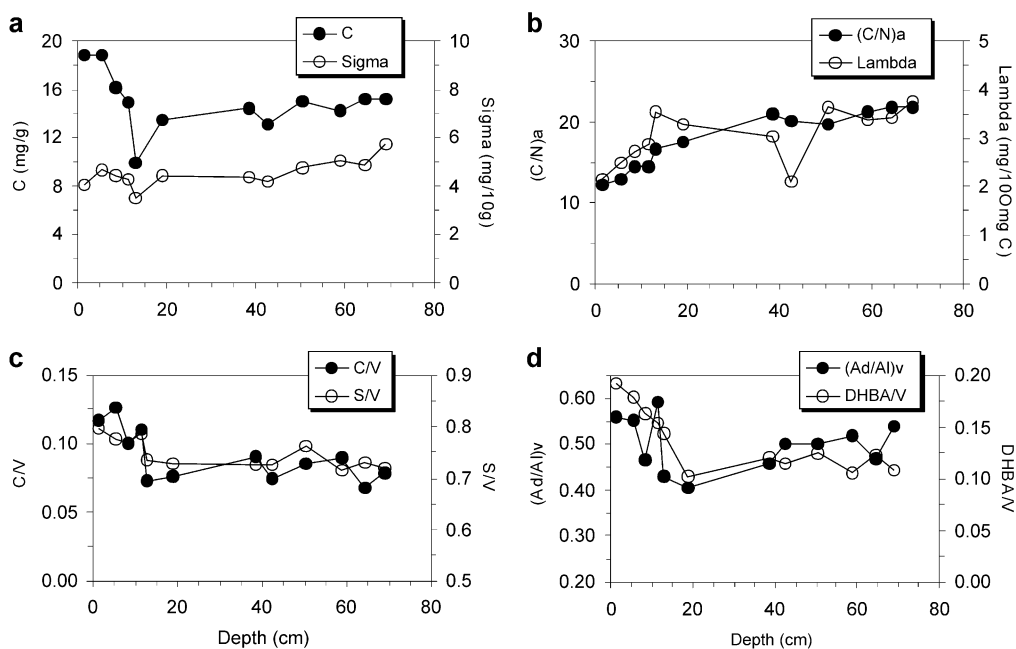 a
C
Sigma
20
16
12
8
4
0
C (mg/g)
10
8
6
4
2
0
Sigma (mg/10g)
0 20 40 60 80
b
(C/N)a
Lambda
30
20
10
0
(C/N)a
5
4
3
2
1
0
Lambda (mg/10Omg C)
0 20 40 60 80
c
C/V
S/V
0.15
0.10
0.05
0.00
C/V
0.9
0.8
0.7
0.6
0.5
S/V
0 20 40 60 80
Depth (cm)
d
(Ad/Al)v
DHBA/V
0.60
0.50
0.40
0.30
0.20
(Ad/Al)v
0.20
0.15
0.10
0.05
0.00
DHBA/V
0 20 40 60 80
Depth (cm)